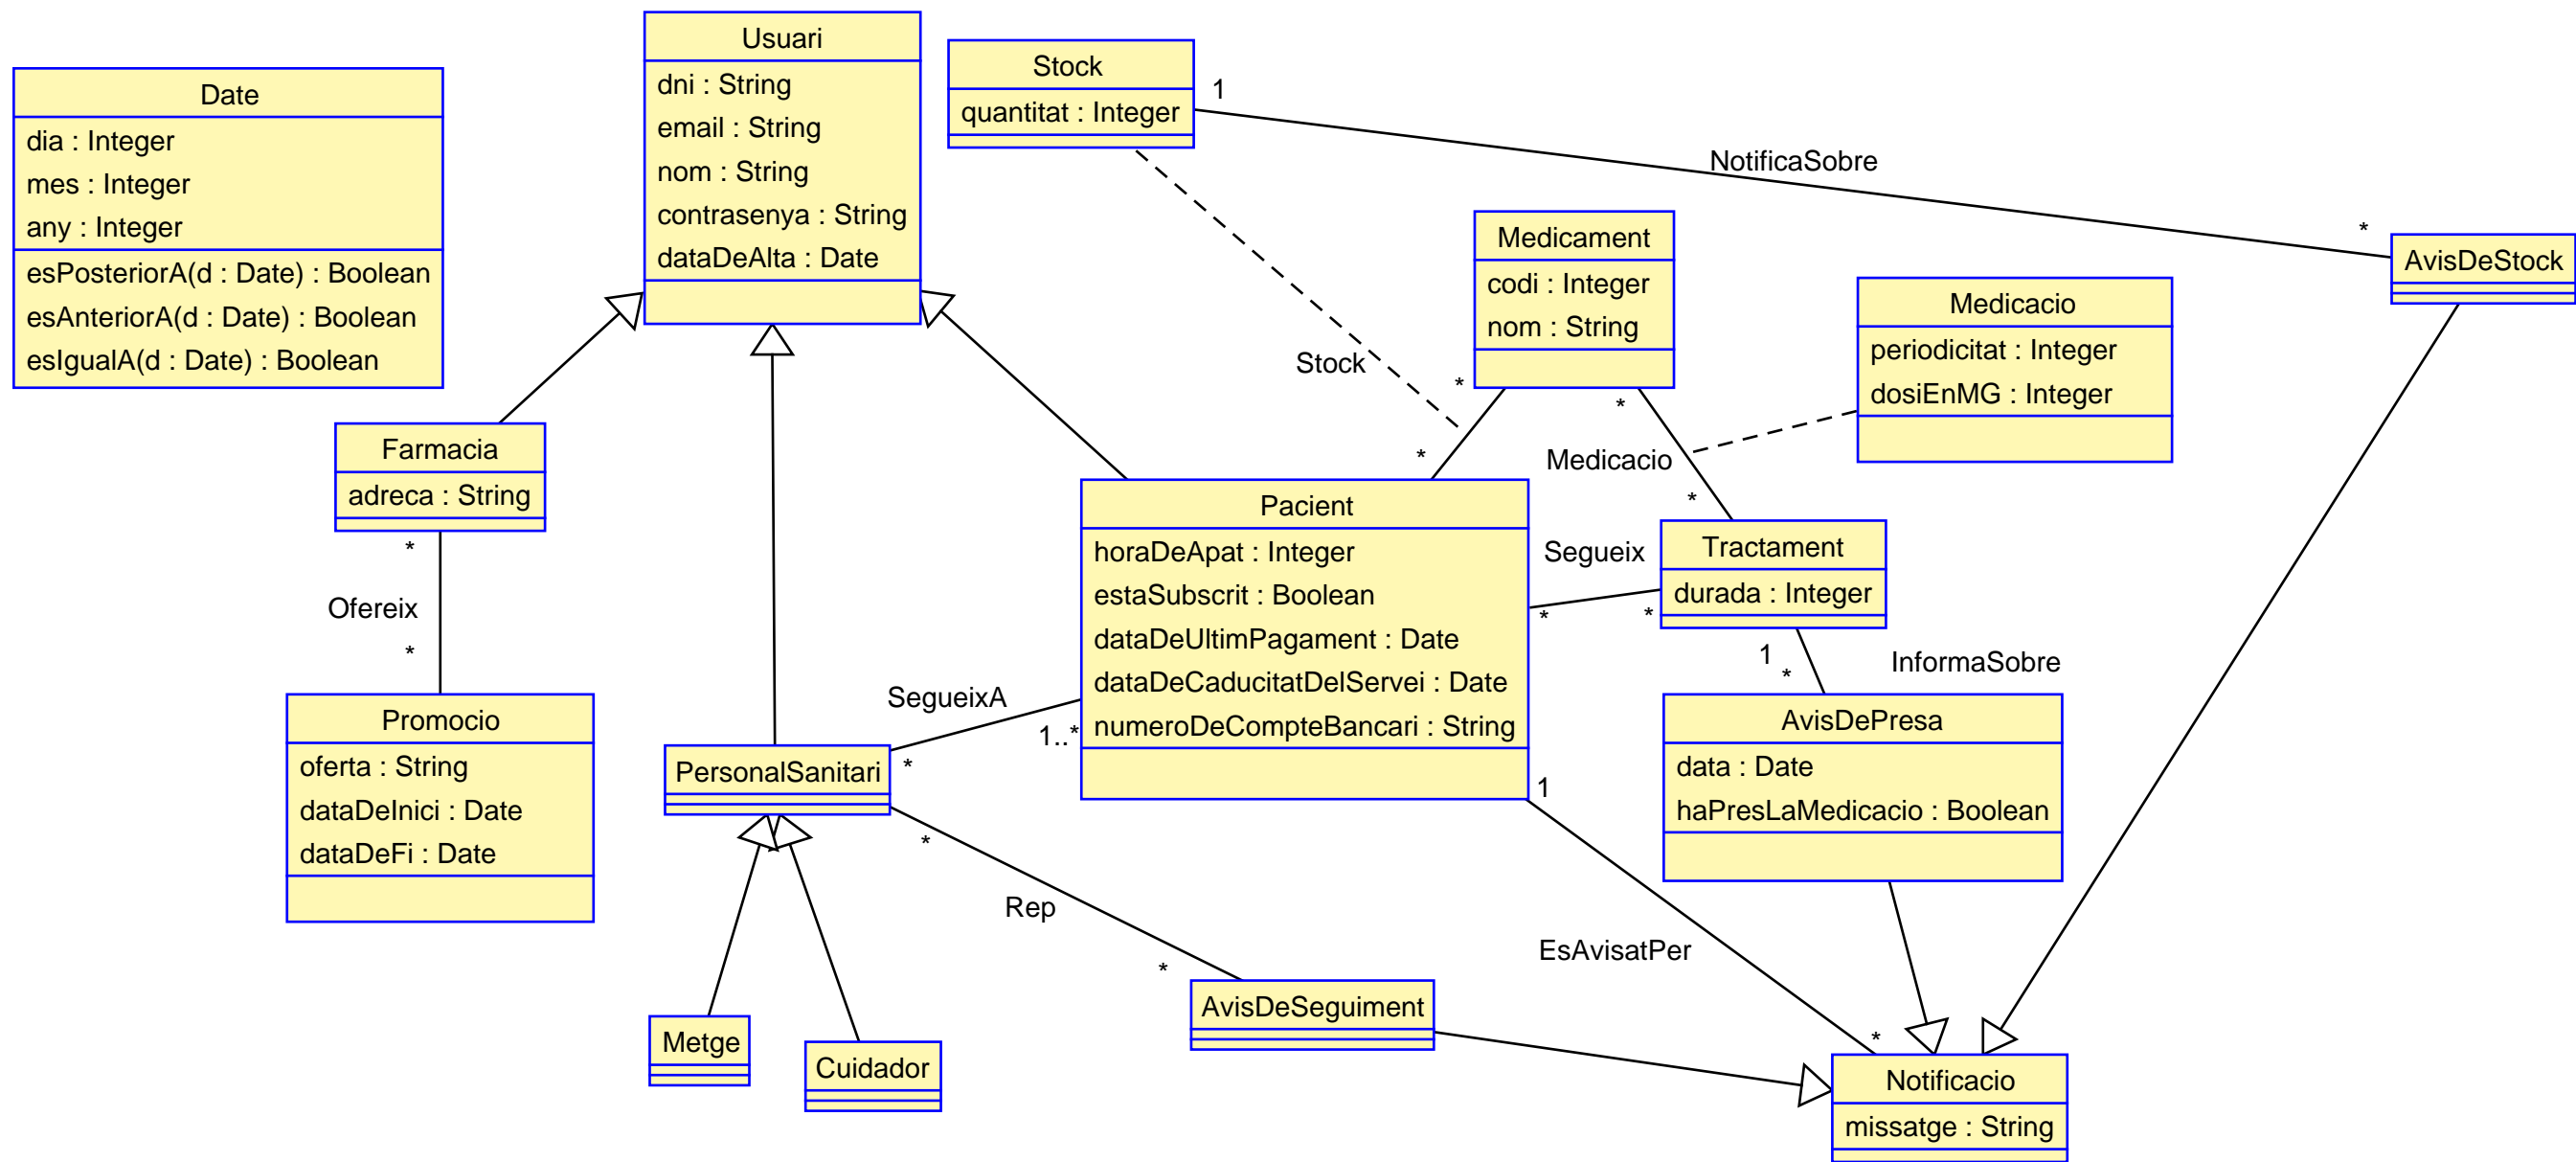 Date
dia : Integer
mes : Integer
any : Integer
esPosteriorA(d : Date) : Boolean
esAnteriorA(d : Date) : Boolean
esIgualA(d : Date) : Boolean
Usuari
dni : String
email : String
nom : String
contrasenya : String
dataDeAlta : Date
Stock
quantitat : Integer
1
NotificaSobre
*
AvisDeStock
Medicament
codi : Integer
nom : String
Medicacio
periodicitat : Integer
dosiEnMG : Integer
Stock
*
*
*
Medicacio
*
Farmacia
adreca : String
*
Ofereix
*
Promocio
oferta : String
dataDeInici : Date
dataDeFi : Date
Pacient
horaDeApat : Integer
estaSubscrit : Boolean
dataDeUltimPagament : Date
dataDeCaducitatDelServei : Date
numeroDeCompteBancari : String
Segueix
*
*
Tractament
durada : Integer
1
*
InformaSobre
AvisDePresa
data : Date
haPresLaMedicacio : Boolean
SegueixA
1..*
*
PersonalSanitari
*
Rep
*
1
EsAvisatPer
*
Metge
Cuidador
AvisDeSeguiment
Notificacio
missatge : String